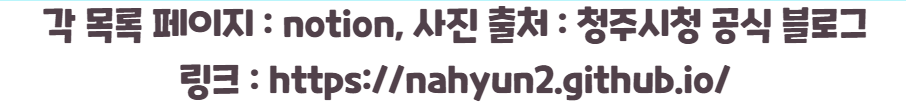 각 목록 페이지 : notion, 사진 출처 : 청주시청 공식 블로그
링크 : https://nahyun2.github.io/